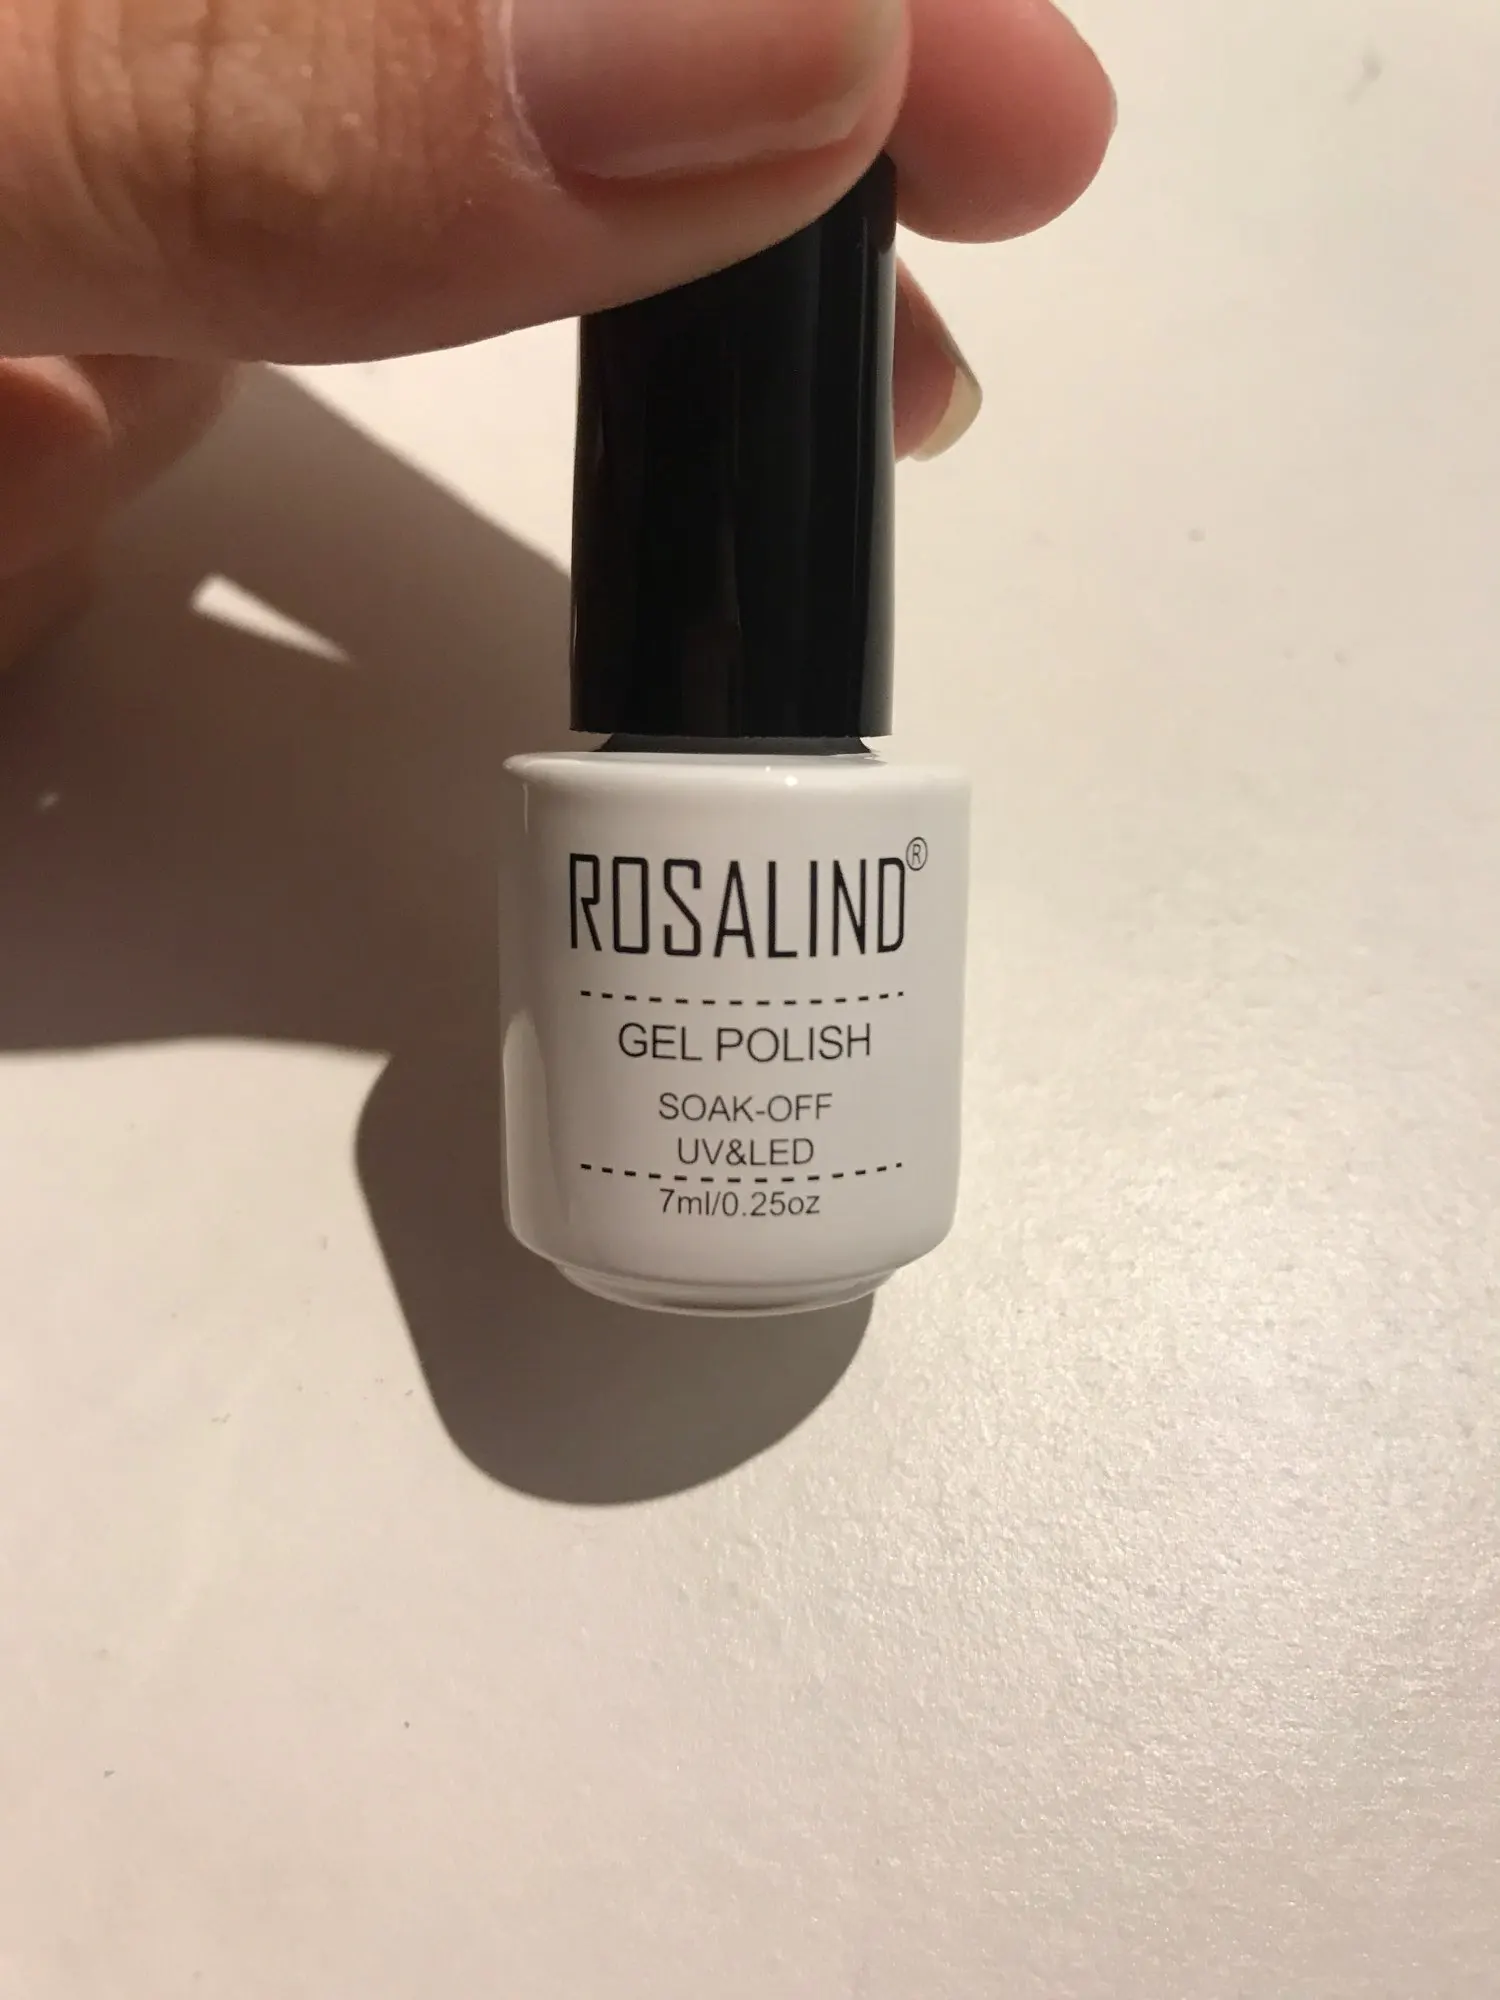 ROSALIND®
GEL POLISH
SOAK-OFF
UV&LED
7ml/0.25oz